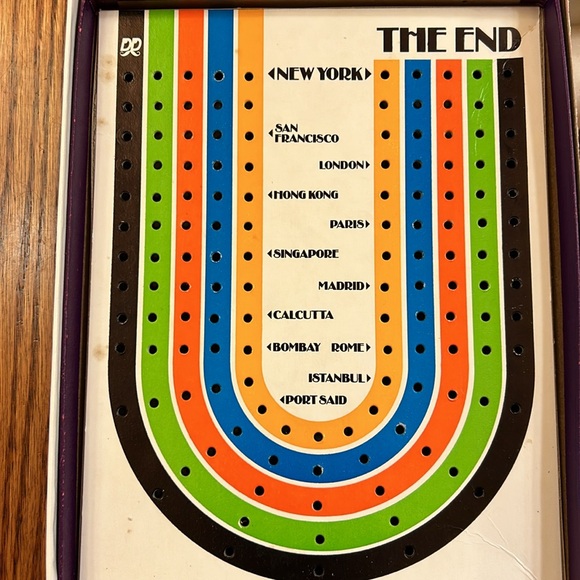 THE END
NEW YORK
SAN
FRANCISCO
LONDON
HONG KONG
PARIS
SINGAPORE
MADRID
CALCUTTA
BOMBAY ROME
ISTANBUL
PORT SAID